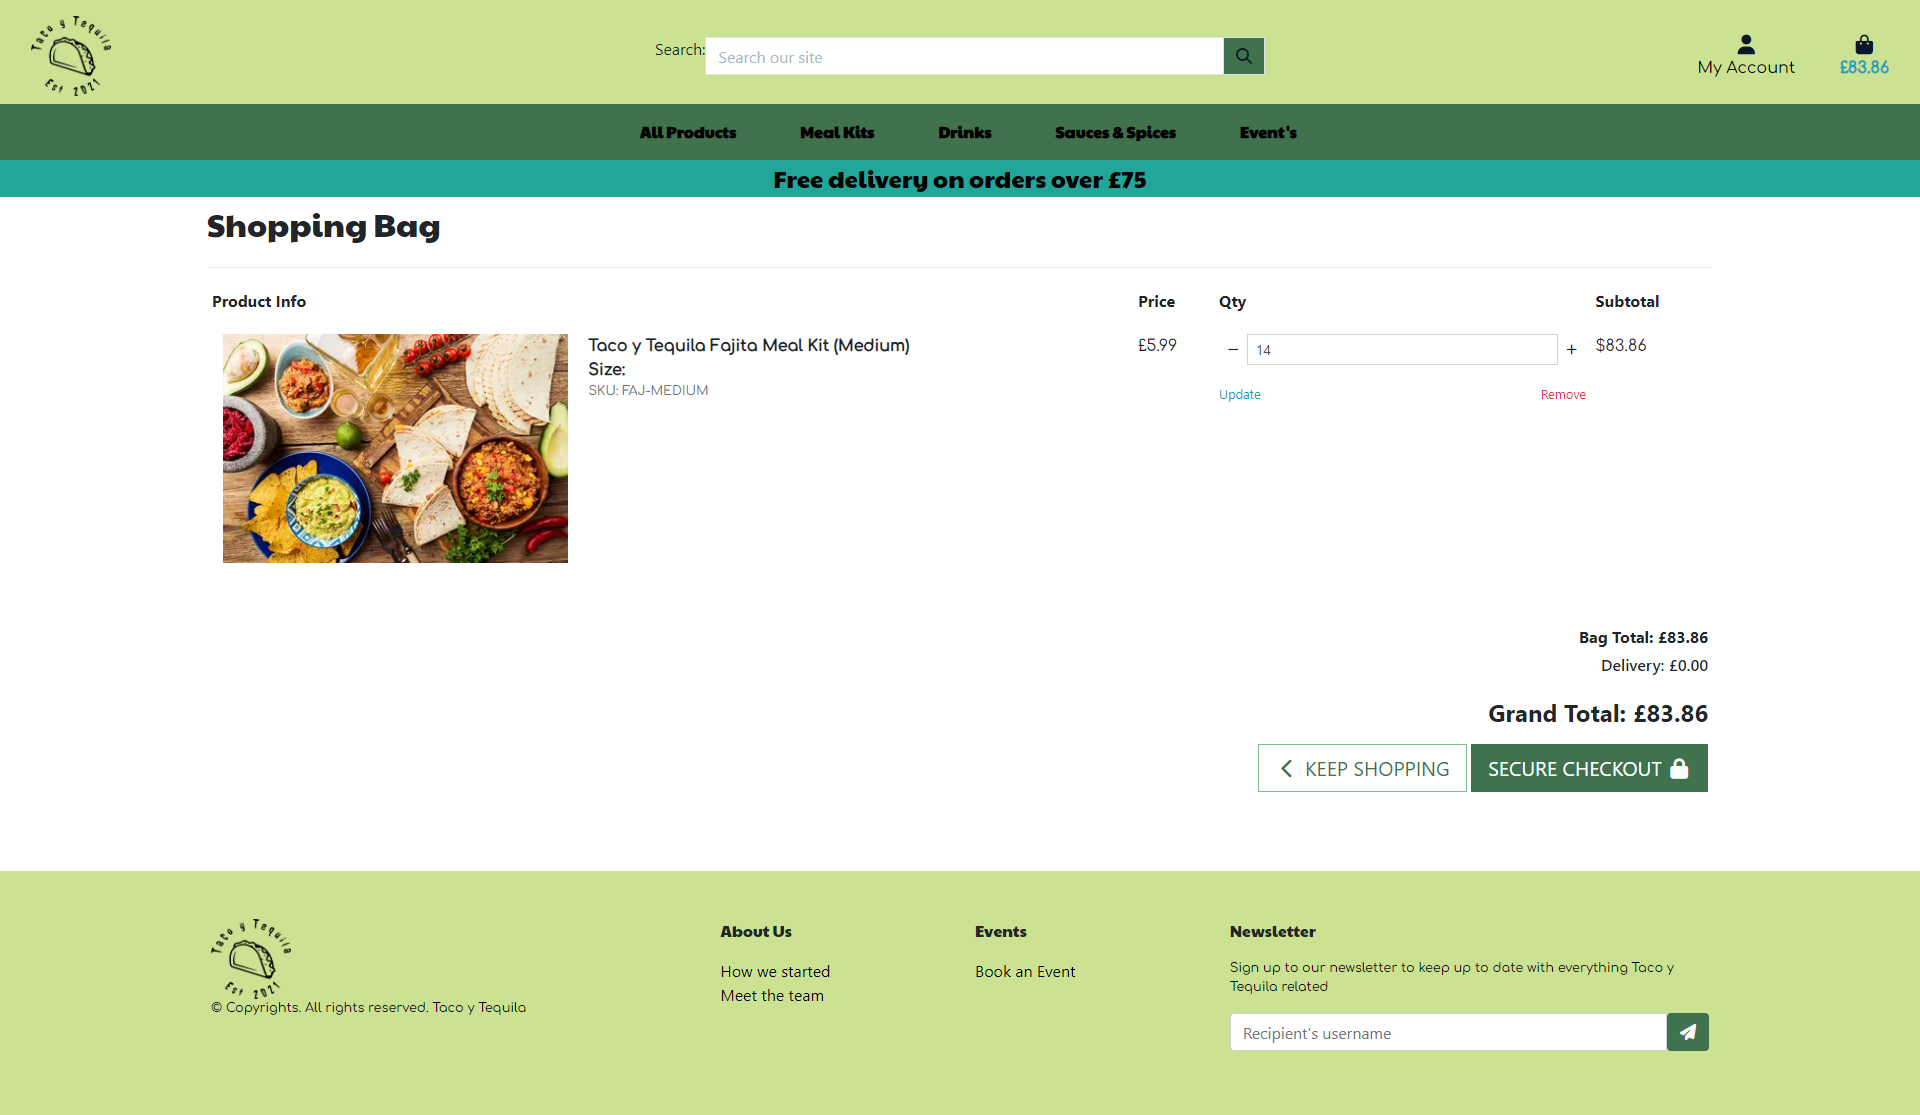 Taco y Tequila
Est 2021
Search:
Search our site
My Account
£83.86
All Products
Meal Kits
Drinks
Sauces & Spices
Event's
Free delivery on orders over £75
Shopping Bag
Product Info
Price
Qty
Subtotal
Taco y Tequila Fajita Meal Kit (Medium)
£5.99
−
14
+
$83.86
Size:
SKU: FAJ-MEDIUM
Update
Remove
Bag Total: £83.86
Delivery: £0.00
Grand Total: £83.86
KEEP SHOPPING
SECURE CHECKOUT
Taco y Tequila
Est 2021
© Copyrights. All rights reserved. Taco y Tequila
About Us
How we started
Meet the team
Events
Book an Event
Newsletter
Sign up to our newsletter to keep up to date with everything Taco y
Tequila related
Recipient's username